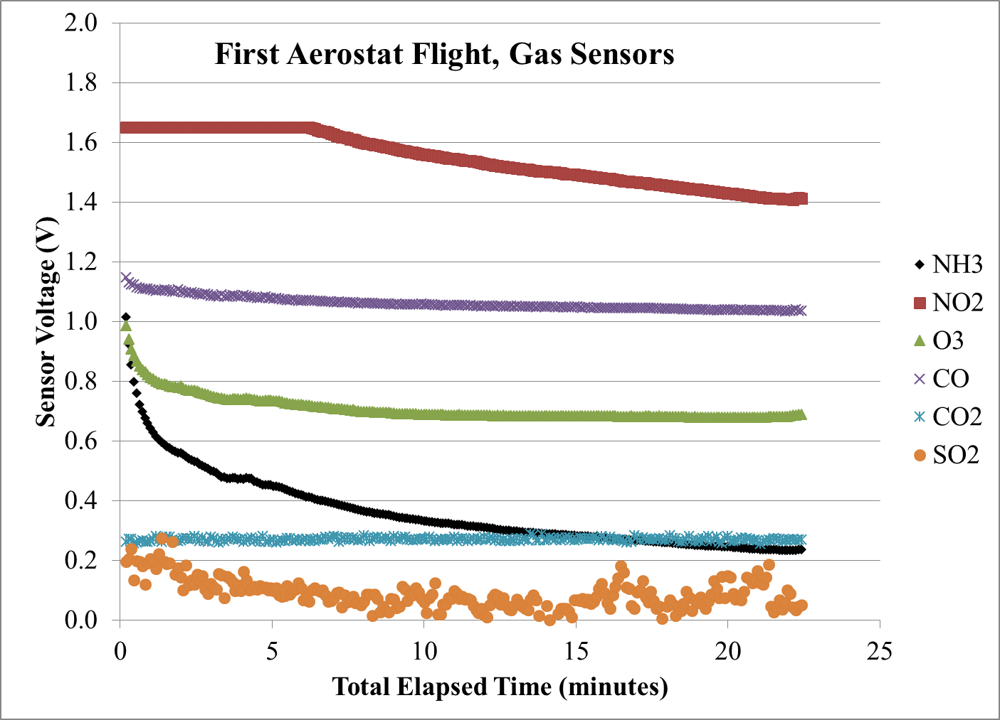 First Aerostat Flight, Gas Sensors
Sensor Voltage (V)
2.0
1.8
1.6
1.4
1.2
1.0
0.8
0.6
0.4
0.2
0.0
0
5
10
15
20
25
Total Elapsed Time (minutes)
NH3
NO2
O3
CO
CO2
SO2